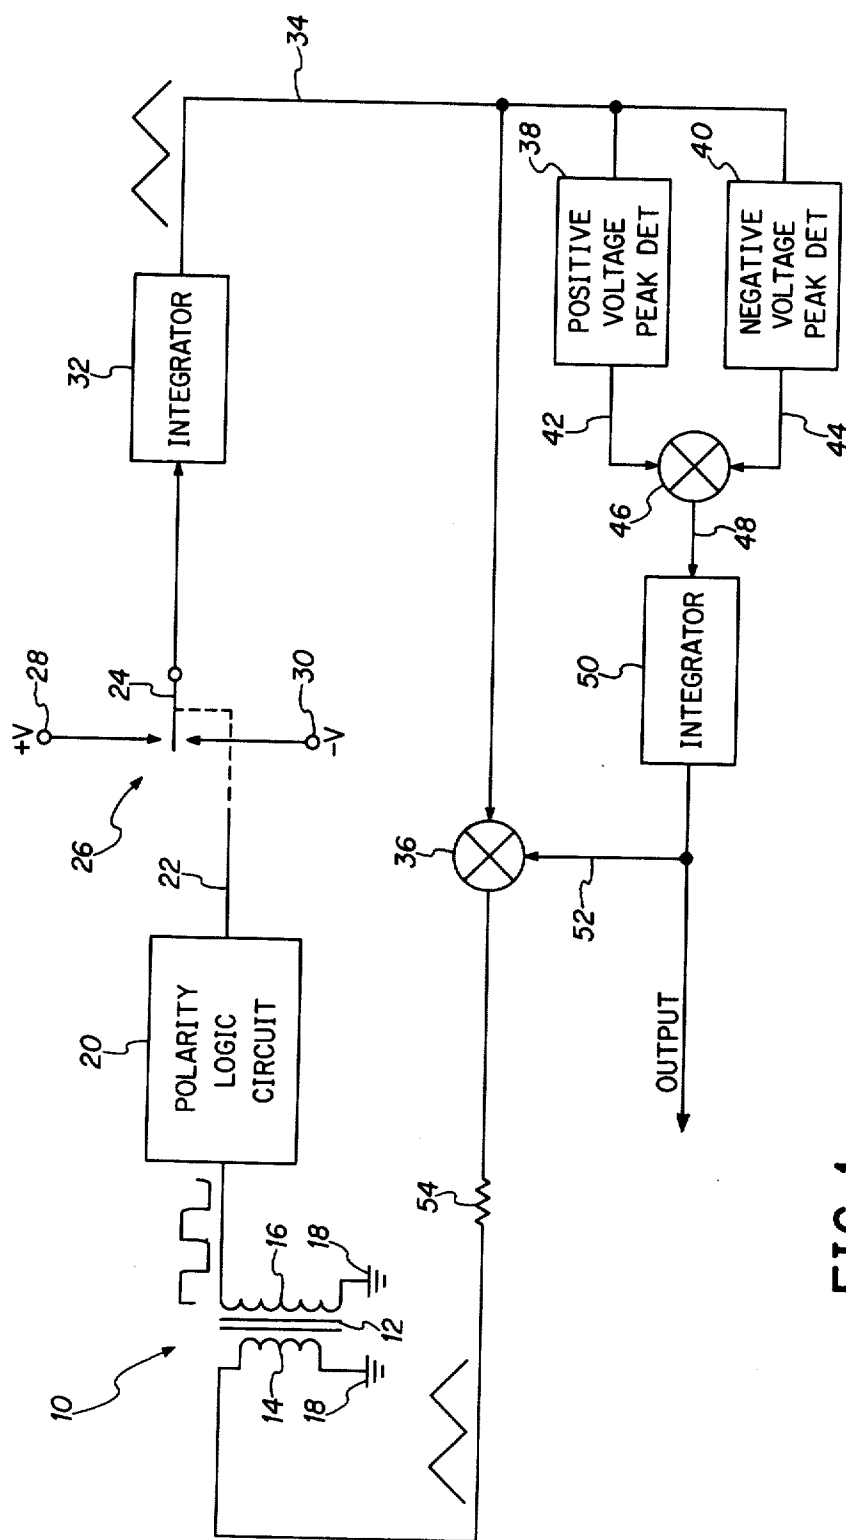 10
12
14
16
18
18
20
POLARITY
LOGIC
CIRCUIT
22
24
26
+V
28
-V
30
32
INTEGRATOR
34
36
38
POSITIVE
VOLTAGE
PEAK DET
40
NEGATIVE
VOLTAGE
PEAK DET
42
44
46
48
50
INTEGRATOR
52
OUTPUT
54